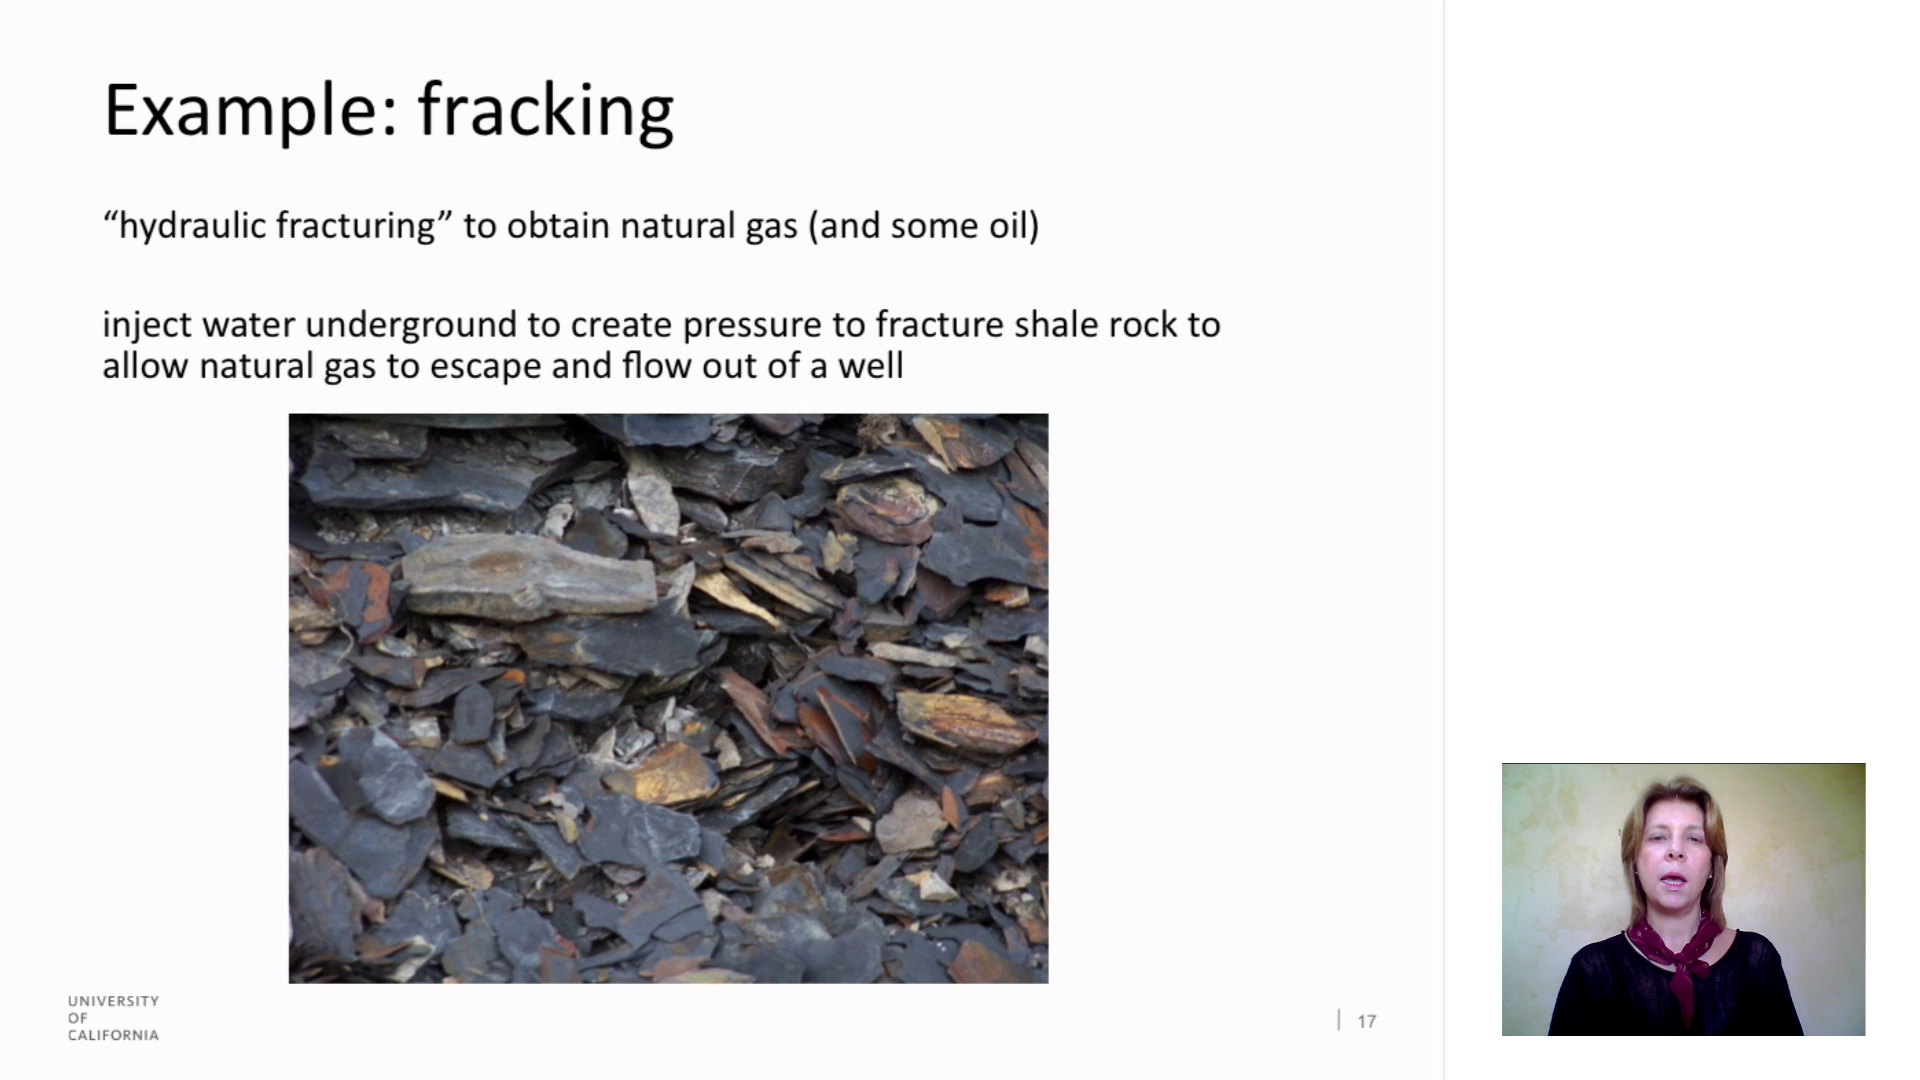 Example: fracking
“hydraulic fracturing” to obtain natural gas (and some oil)
inject water underground to create pressure to fracture shale rock to
allow natural gas to escape and flow out of a well
UNIVERSITY
OF
CALIFORNIA
17